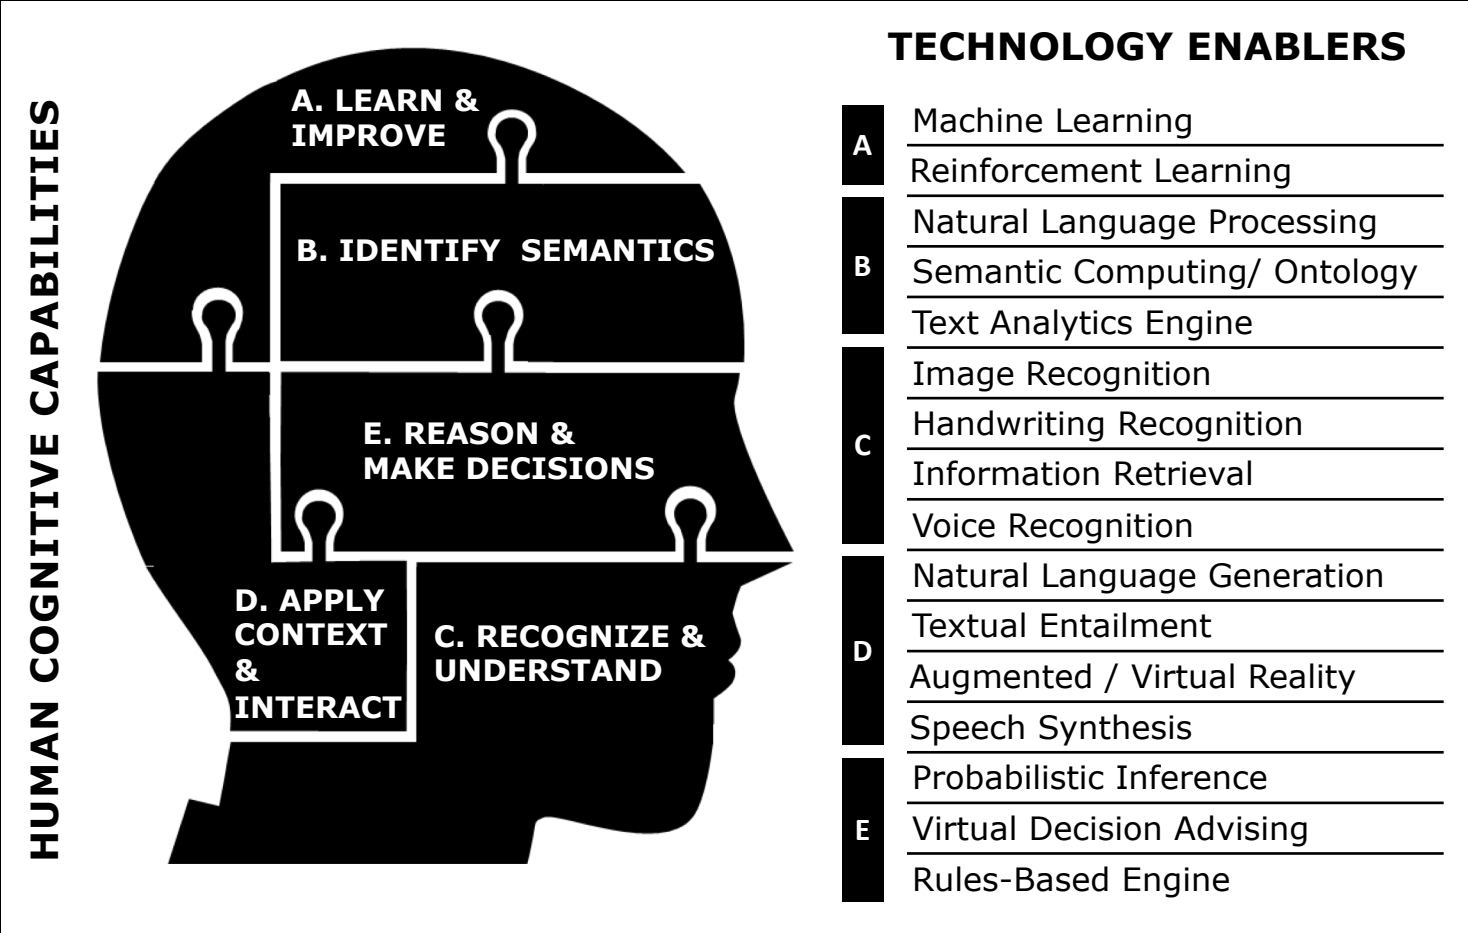 HUMAN COGNITIVE CAPABILITIES
A. LEARN &
IMPROVE
B. IDENTIFY SEMANTICS
E. REASON &
MAKE DECISIONS
D. APPLY
CONTEXT
&
INTERACT
C. RECOGNIZE &
UNDERSTAND
TECHNOLOGY ENABLERS
A
Machine Learning
Reinforcement Learning
B
Natural Language Processing
Semantic Computing/ Ontology
Text Analytics Engine
C
Image Recognition
Handwriting Recognition
Information Retrieval
Voice Recognition
D
Natural Language Generation
Textual Entailment
Augmented / Virtual Reality
Speech Synthesis
E
Probabilistic Inference
Virtual Decision Advising
Rules-Based Engine